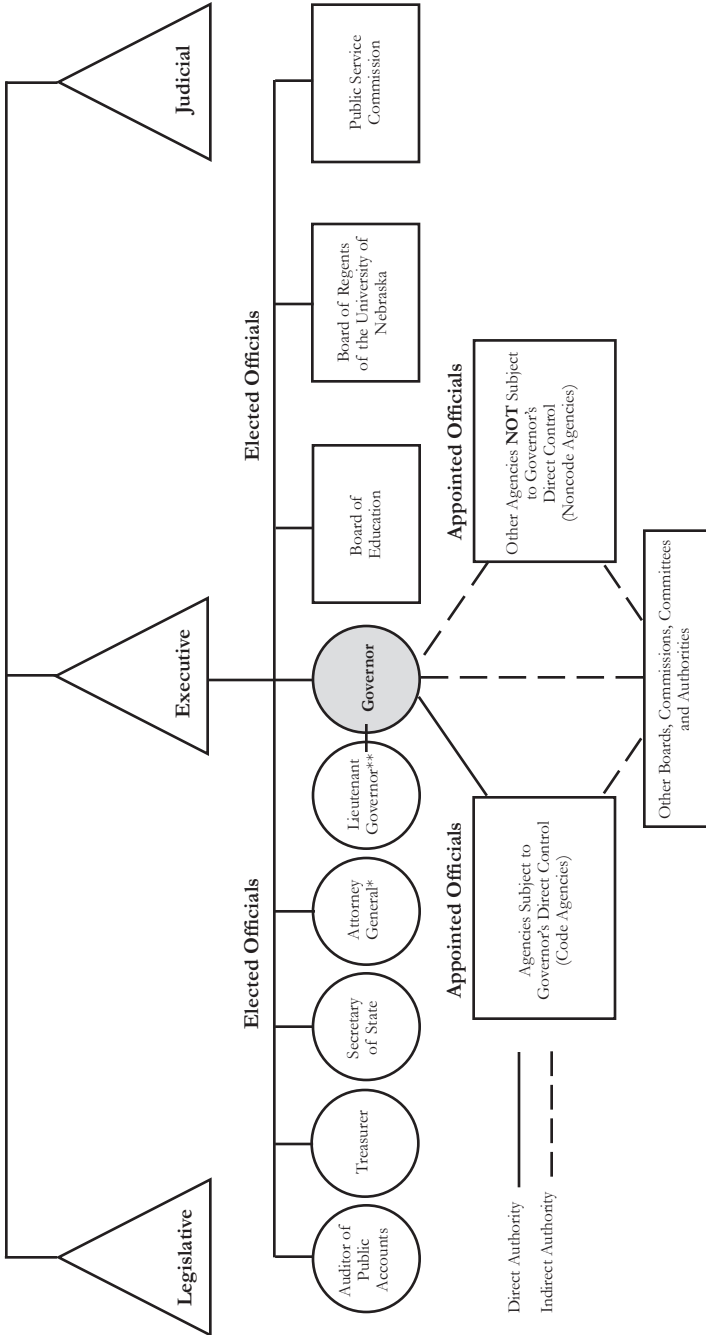 Legislative
Executive
Judicial
Elected Officials
Elected Officials
Auditor of
Public
Accounts
Treasurer
Secretary
of State
Attorney
General*
Lieutenant
Governor**
Governor
Board of
Education
Board of Regents
of the University of
Nebraska
Public Service
Commission
Appointed Officials
Appointed Officials
Agencies Subject to
Governor's Direct Control
(Code Agencies)
Other Agencies NOT Subject
to Governor's
Direct Control
(Noncode Agencies)
Direct Authority
Indirect Authority
Other Boards, Commissions, Committees
and Authorities